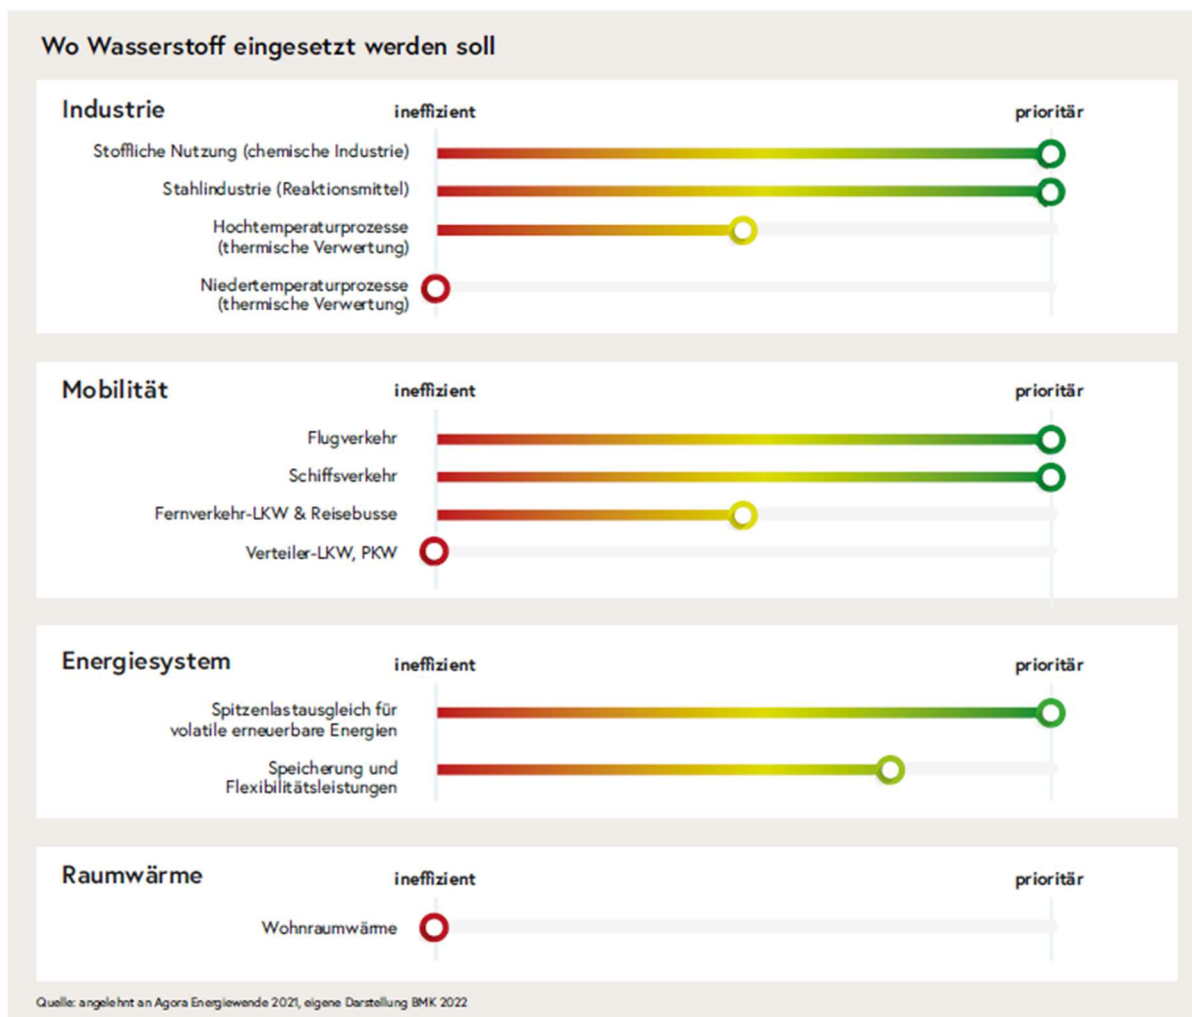 Wo Wasserstoff eingesetzt werden soll
Industrie
ineffizient
prioritär
Stoffliche Nutzung (chemische Industrie)
Stahlindustrie (Reaktionsmittel)
Hochtemperaturprozesse
(thermische Verwertung)
Niedertemperaturprozesse
(thermische Verwertung)
Mobilität
ineffizient
prioritär
Flugverkehr
Schiffsverkehr
Fernverkehr-LKW & Reisebusse
Verteiler-LKW, PKW
Energiesystem
ineffizient
prioritär
Spitzenlastausgleich für
volatile erneuerbare Energien
Speicherung und
Flexibilitätsleistungen
Raumwärme
ineffizient
prioritär
Wohnraumwärme
Quelle: angelehnt an Agora Energiewende 2021, eigene Darstellung BMK 2022